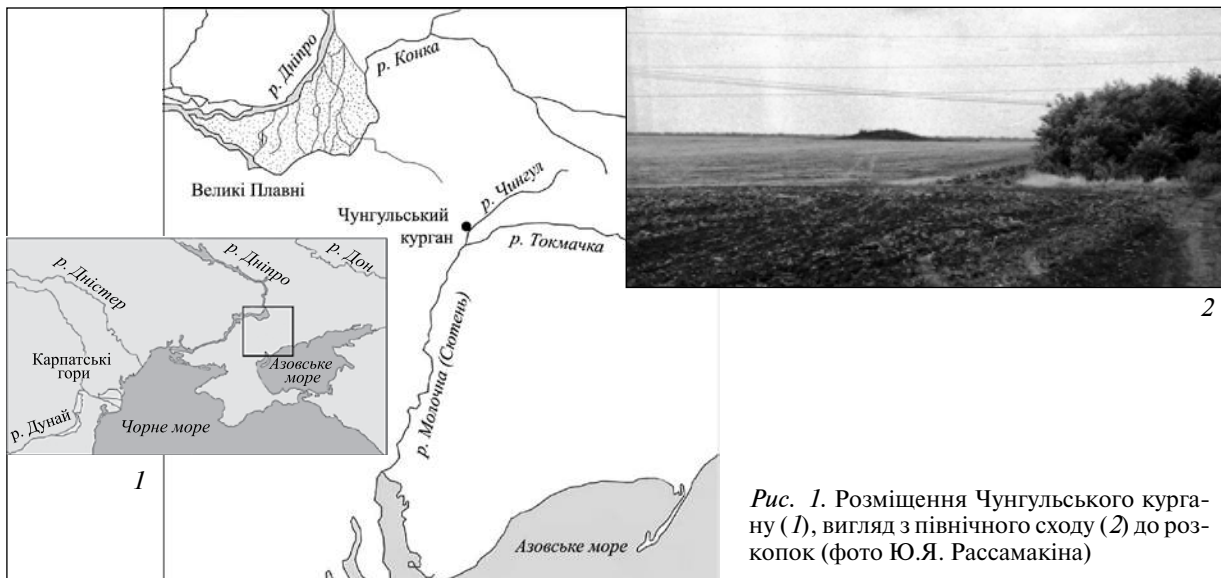 р. Дніпро
р. Конка
Великі Плавні
р. Чингул
Чунгульський
курган
р. Токмачка
р. Молочна (Сютень)
Азовське море
р. Дністер
р. Дніпро
р. Дон
Карпатські
гори
Азовське
море
р. Дунай
Чорне море
1
2
Рис. 1. Розміщення Чунгульського курга-
ну (1), вигляд з північного сходу (2) до роз-
копок (фото Ю.Я. Рассамакіна)